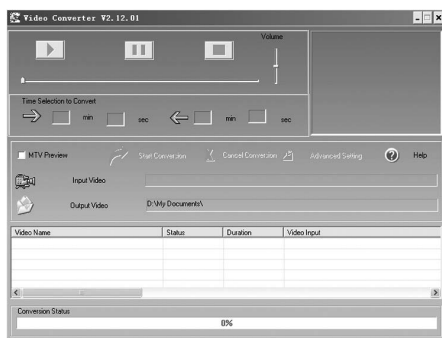 Video Converter V2.12.01
Volume
Time Selection to Convert
min sec min sec
MTV Preview Start Conversion Cancel Conversion Advanced Setting Help
Input Video
Output Video D:\My Documents\
Video Name Status Duration Video Input
Conversion Status
0%